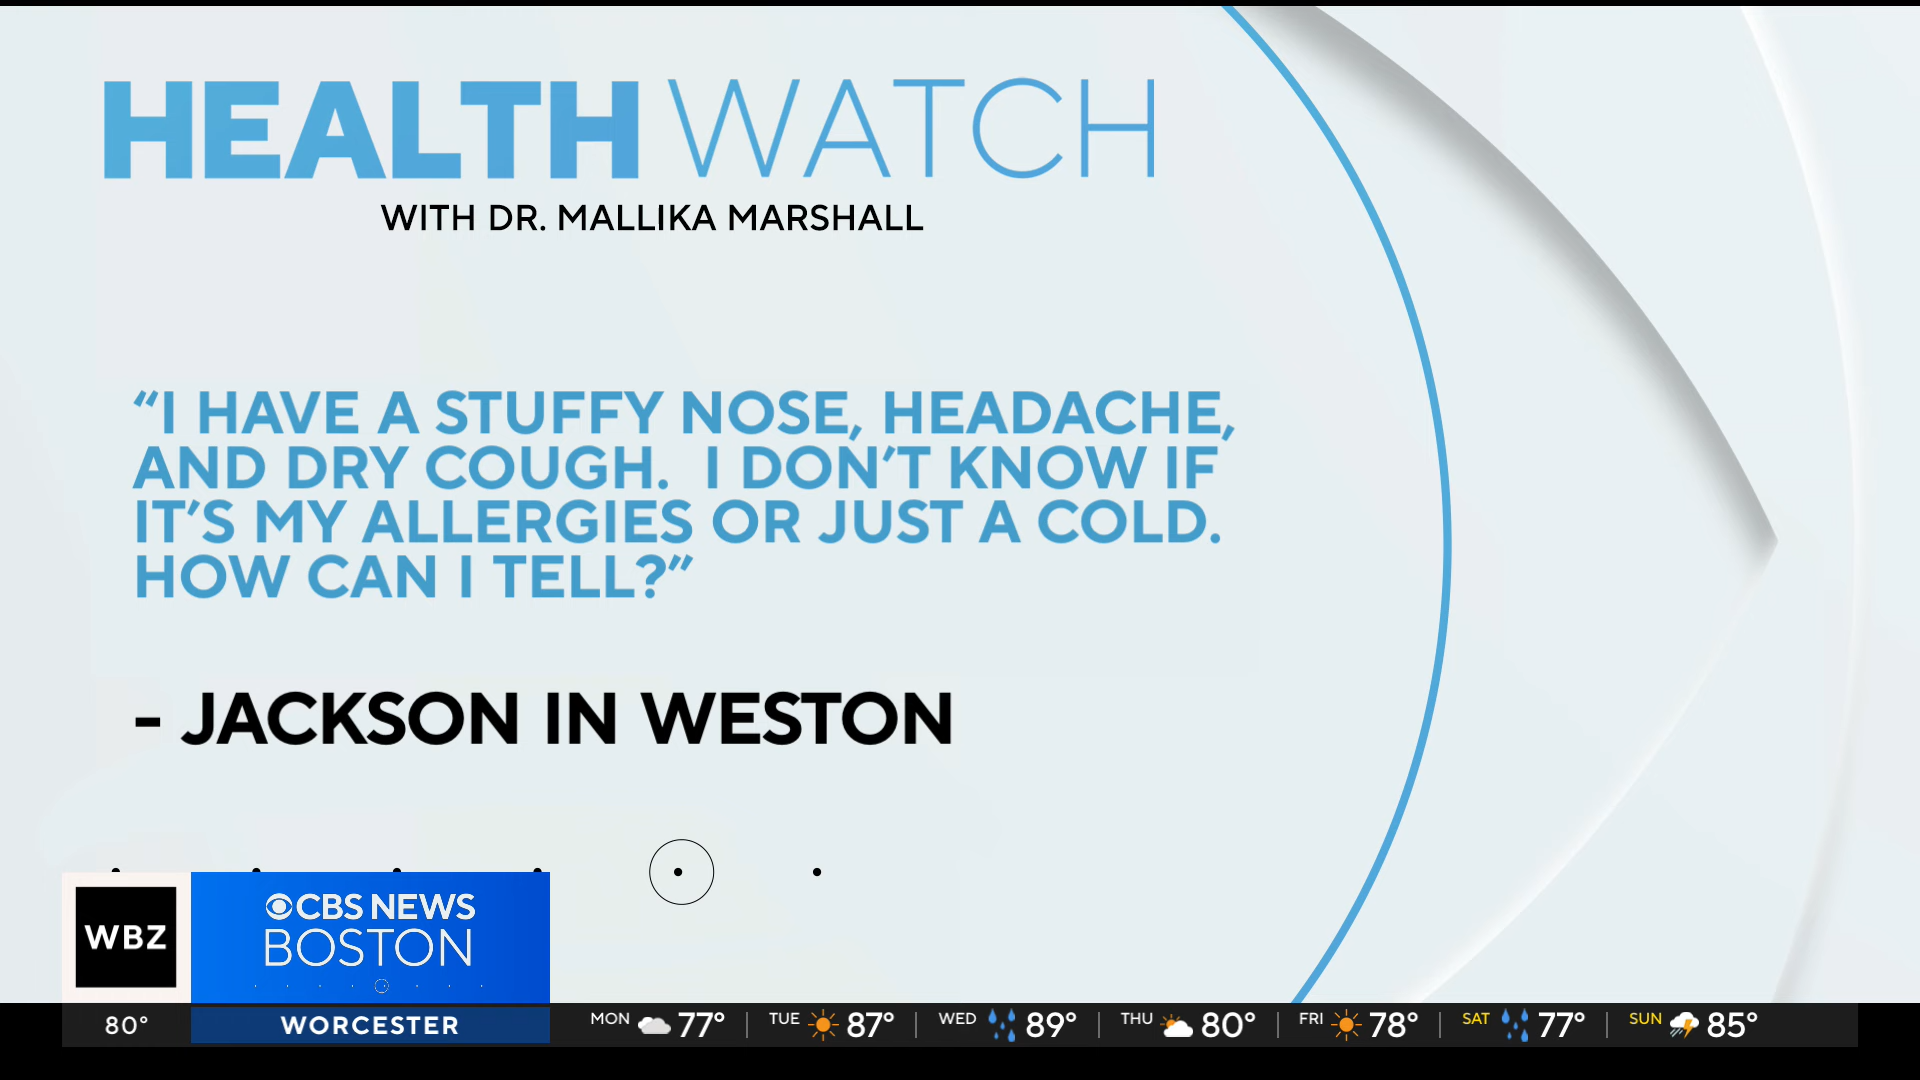 HEALTH WATCH
WITH DR. MALLIKA MARSHALL
“I HAVE A STUFFY NOSE, HEADACHE,
AND DRY COUGH.  I DON’T KNOW IF
IT’S MY ALLERGIES OR JUST A COLD.
HOW CAN I TELL?”
- JACKSON IN WESTON
WBZ
CBS NEWS
BOSTON
80° WORCESTER MON 77° | TUE 87° | WED 89° | THU 80° | FRI 78° | SAT 77° | SUN 85°